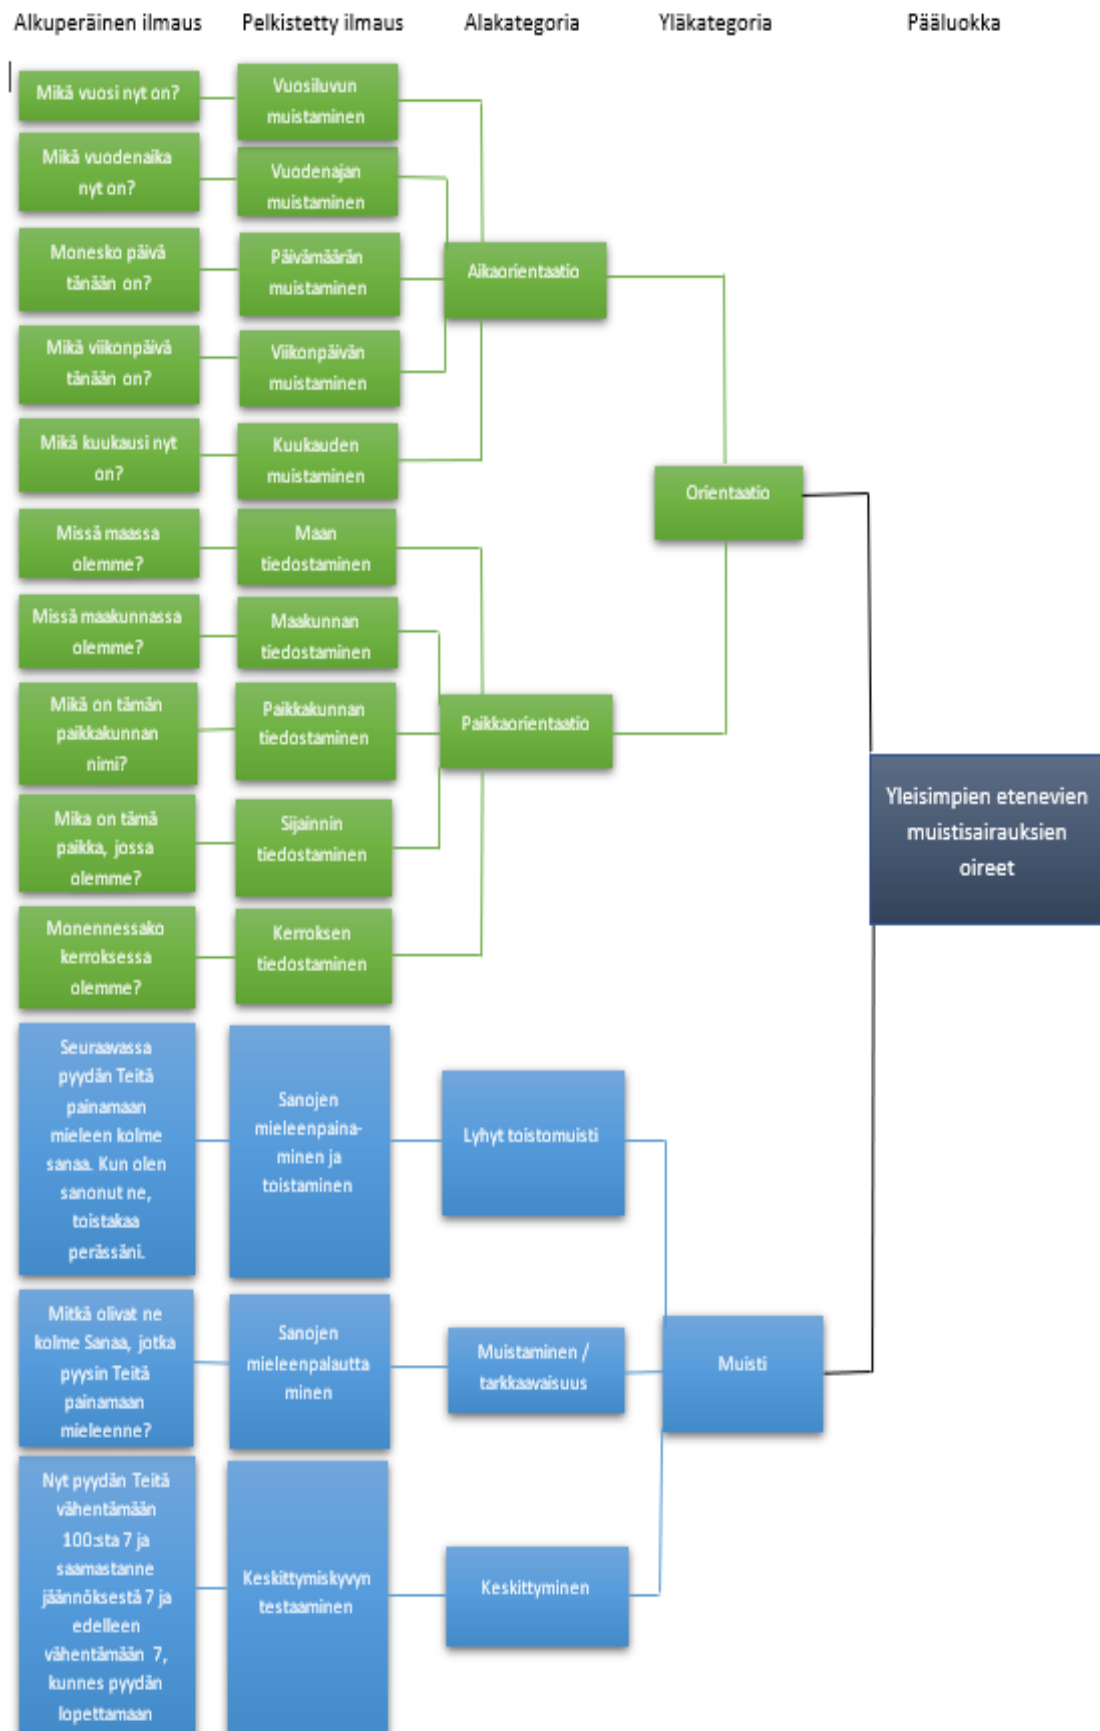 Alkuperäinen ilmaus
Pelkistetty ilmaus
Alakategoria
Yläkategoria
Pääluokka
Mikä vuosi nyt on?
Vuosiluvun
muistaminen
Mikä vuodenaika
nyt on?
Vuodenajan
muistaminen
Monesko päivä
tänään on?
Päivämäärän
muistaminen
Aikaorientaatio
Mikä viikonpäivä
tänään on?
Viikonpäivän
muistaminen
Mikä kuukausi nyt
on?
Kuukauden
muistaminen
Orientaatio
Missä maassa
olemme?
Maan
tiedostaminen
Missä maakunnassa
olemme?
Maakunnan
tiedostaminen
Mikä on tämän
paikkakunnan
nimi?
Paikkakunnan
tiedostaminen
Paikkaorientaatio
Mika on tämä
paikka, jossa
olemme?
Sijainnin
tiedostaminen
Yleisimpien etenevien
muistisairauksien
oireet
Monennessako
kerroksessa
olemme?
Kerroksen
tiedostaminen
Seuraavassa
pyydän Teitä
painamaan
mieleen kolme
sanaa. Kun olen
sanonut ne,
toistakaa
perässäni.
Sanojen
mieleenpaina-
minen ja
toistaminen
Lyhyt toistomuisti
Mitkä olivat ne
kolme Sanaa, jotka
pyysin Teitä
painamaan
mieleenne?
Sanojen
mieleenpalautta
minen
Muistaminen /
tarkkaavaisuus
Muisti
Nyt pyydän Teitä
vähentämään
100:sta 7 ja
saamastanne
jäännöksestä 7 ja
edelleen
vähentämään 7,
kunnes pyydän
lopettamaan
Keskittymiskyvyn
testaaminen
Keskittyminen